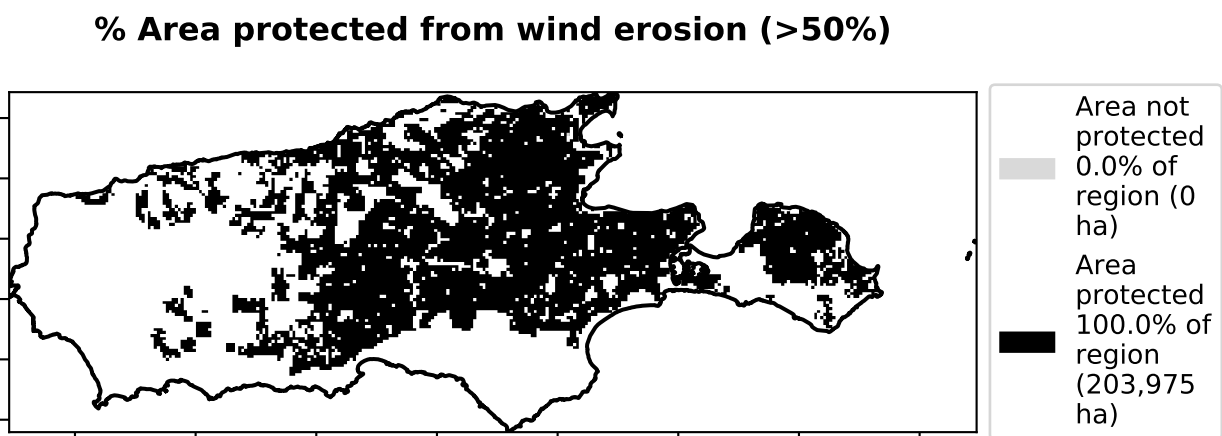 % Area protected from wind erosion (>50%)
Area not
protected
0.0% of
region (0
ha)
Area
protected
100.0% of
region
(203,975
ha)